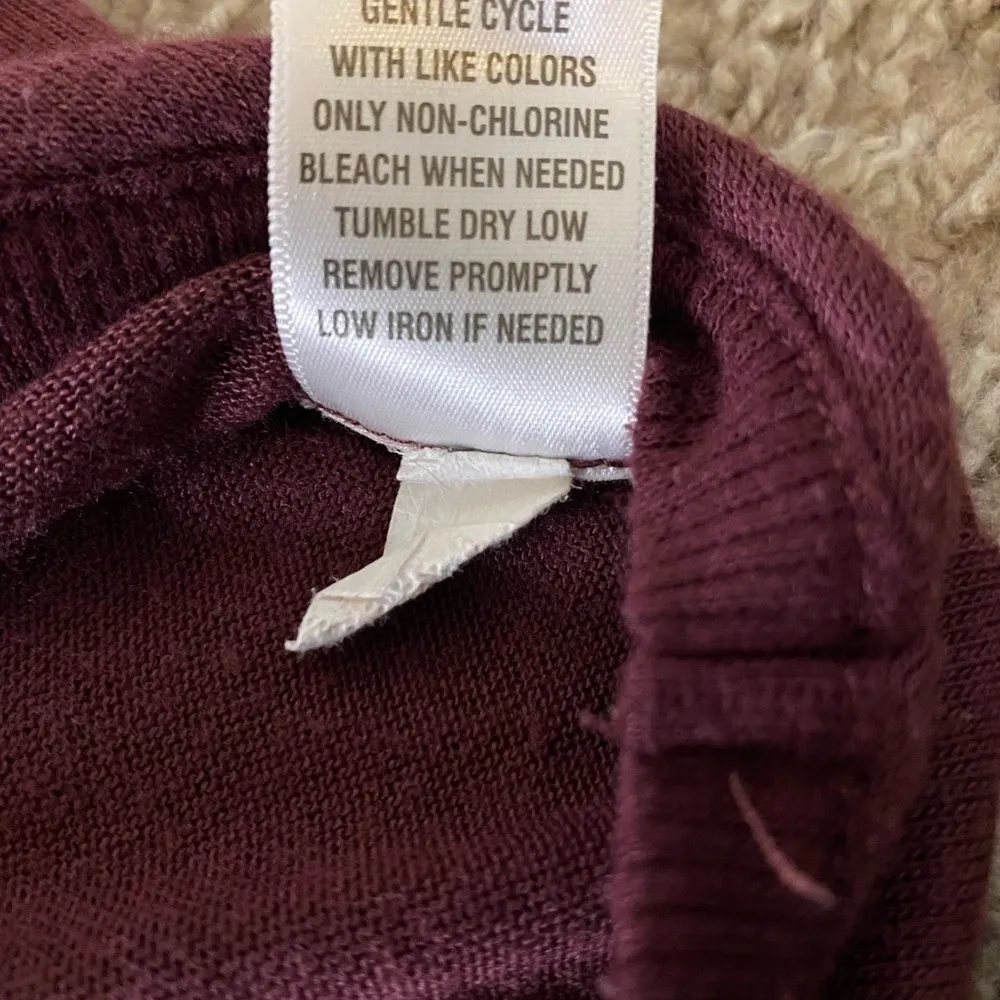 GENTLE CYCLE
WITH LIKE COLORS
ONLY NON-CHLORINE
BLEACH WHEN NEEDED
TUMBLE DRY LOW
REMOVE PROMPTLY
LOW IRON IF NEEDED